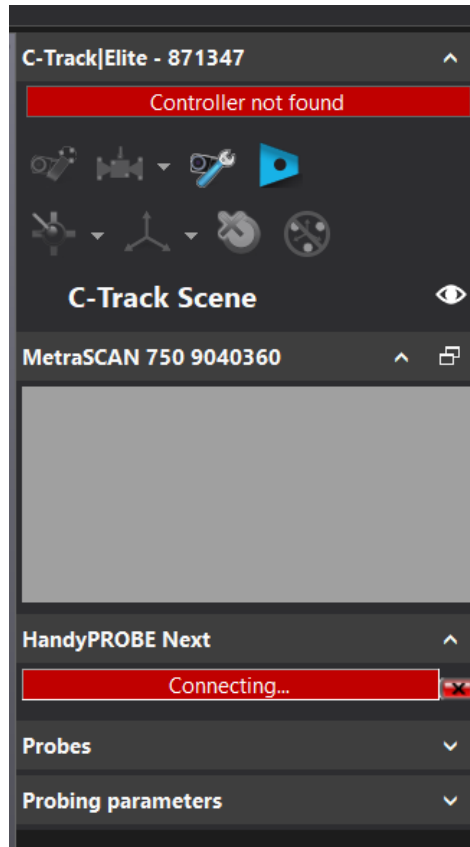 C-Track|Elite - 871347
Controller not found
C-Track Scene
MetraSCAN 750 9040360
HandyPROBE Next
Connecting...
Probes
Probing parameters